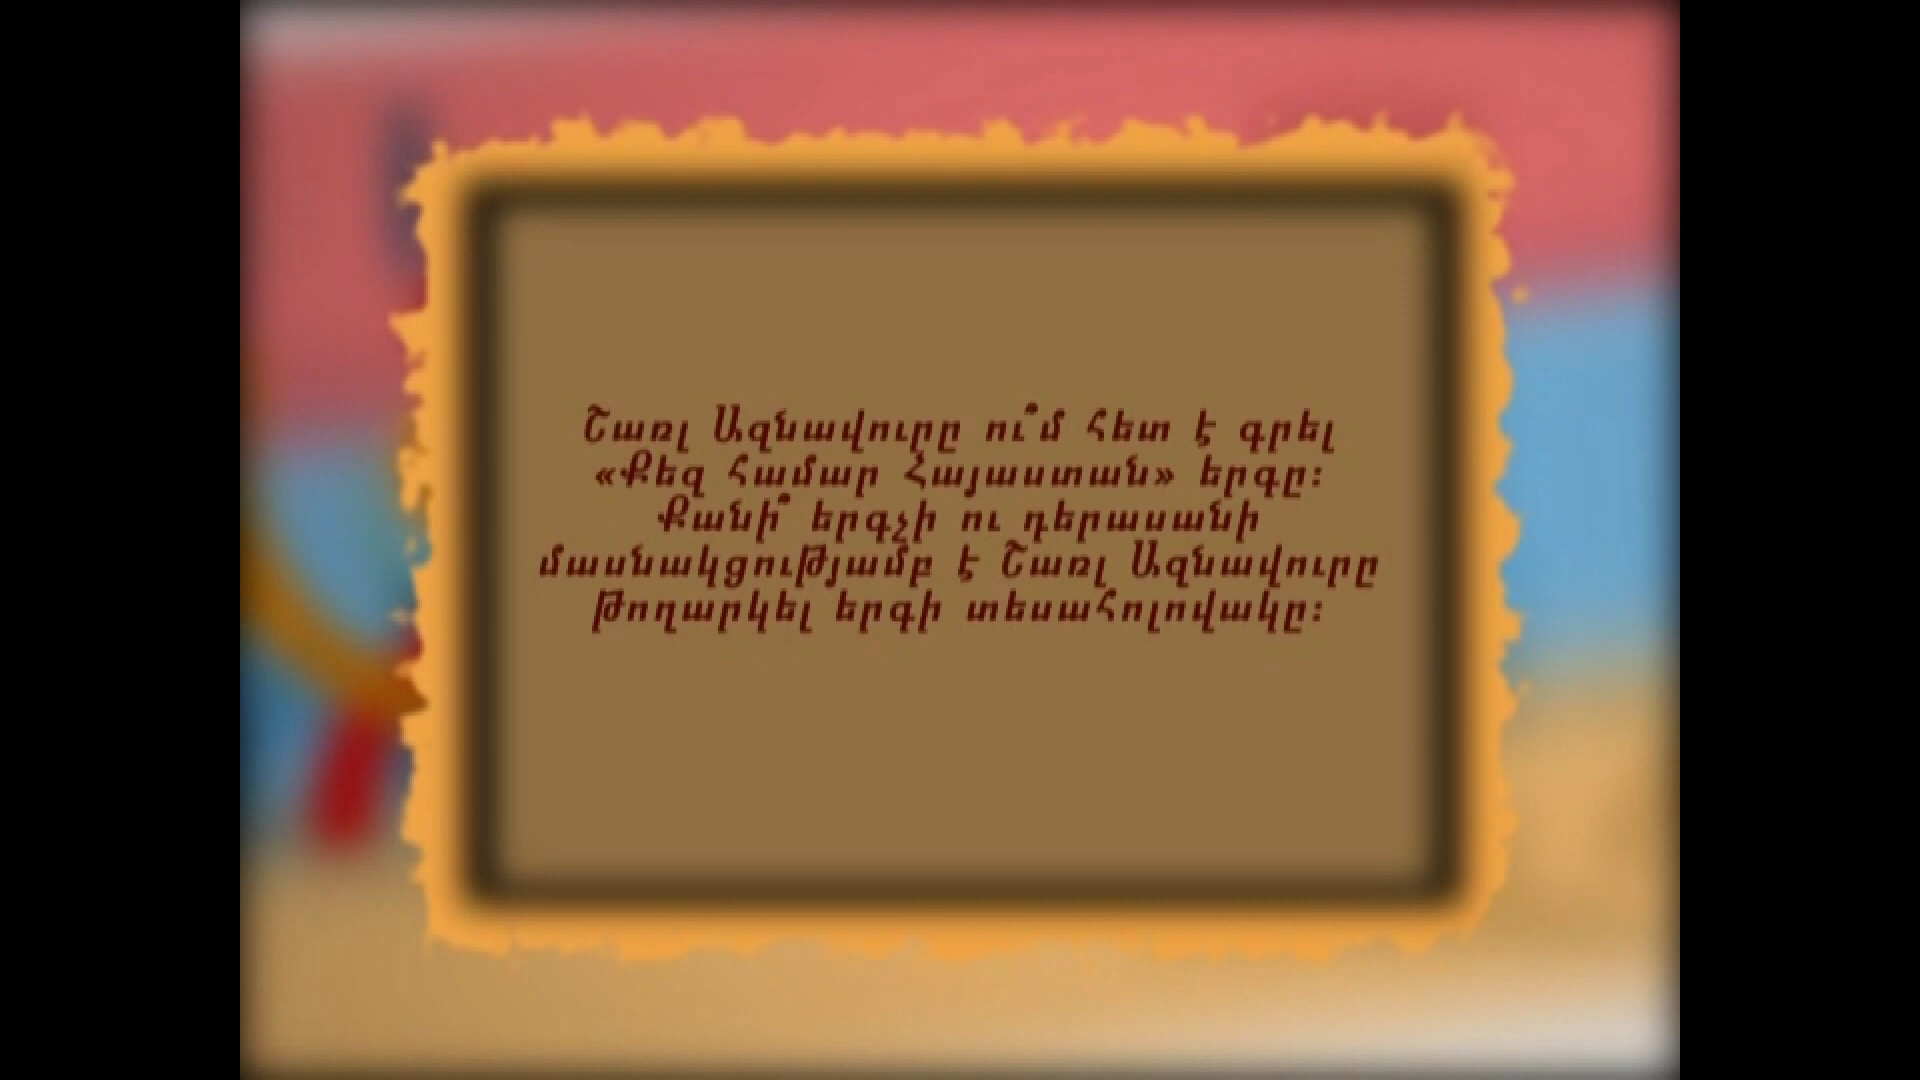 Շառլ Ազնավուրը ու՞մ հետ է գրել
«Քեզ համար Հայաստան» երգը:
Քանի՞ երգչի ու դերասանի
մասնակցությամբ է Շառլ Ազնավուրը
թողարկել երգի տեսահոլովակը: